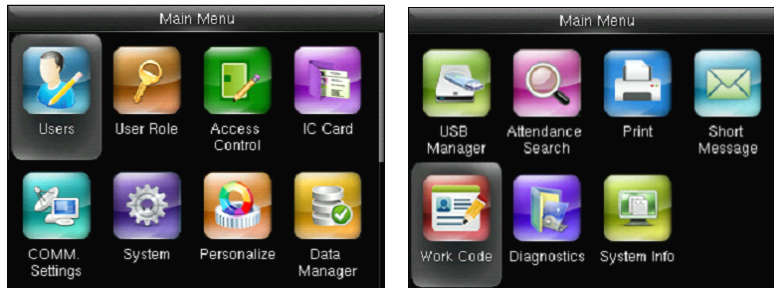 Main Menu
Users
User Role
Access
Control
IC Card
COMM.
Settings
System
Personalize
Data
Manager
Main Menu
USB
Manager
Attendance
Search
Print
Short
Message
Work Code
Diagnostics
System Info